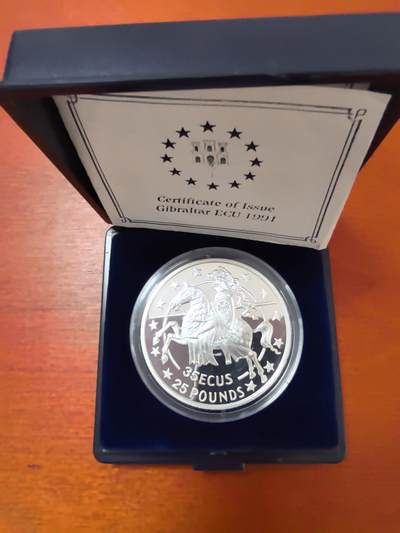 Certificate of Issue
Gibraltar ECU 1991
35 ECUS
25 POUNDS